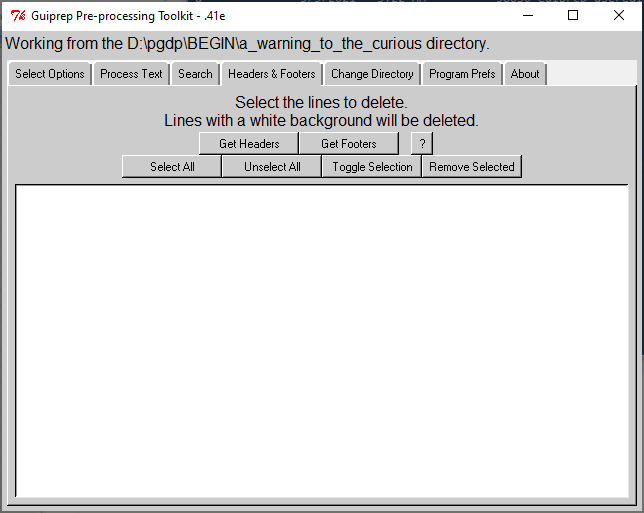 Guiprep Pre-processing Toolkit - .41e
Working from the D:\pgdp\BEGIN\a_warning_to_the_curious directory.
Select Options Process Text Search Headers & Footers Change Directory Program Prefs About
Select the lines to delete.
Lines with a white background will be deleted.
Get Headers Get Footers ?
Select All Unselect All Toggle Selection Remove Selected